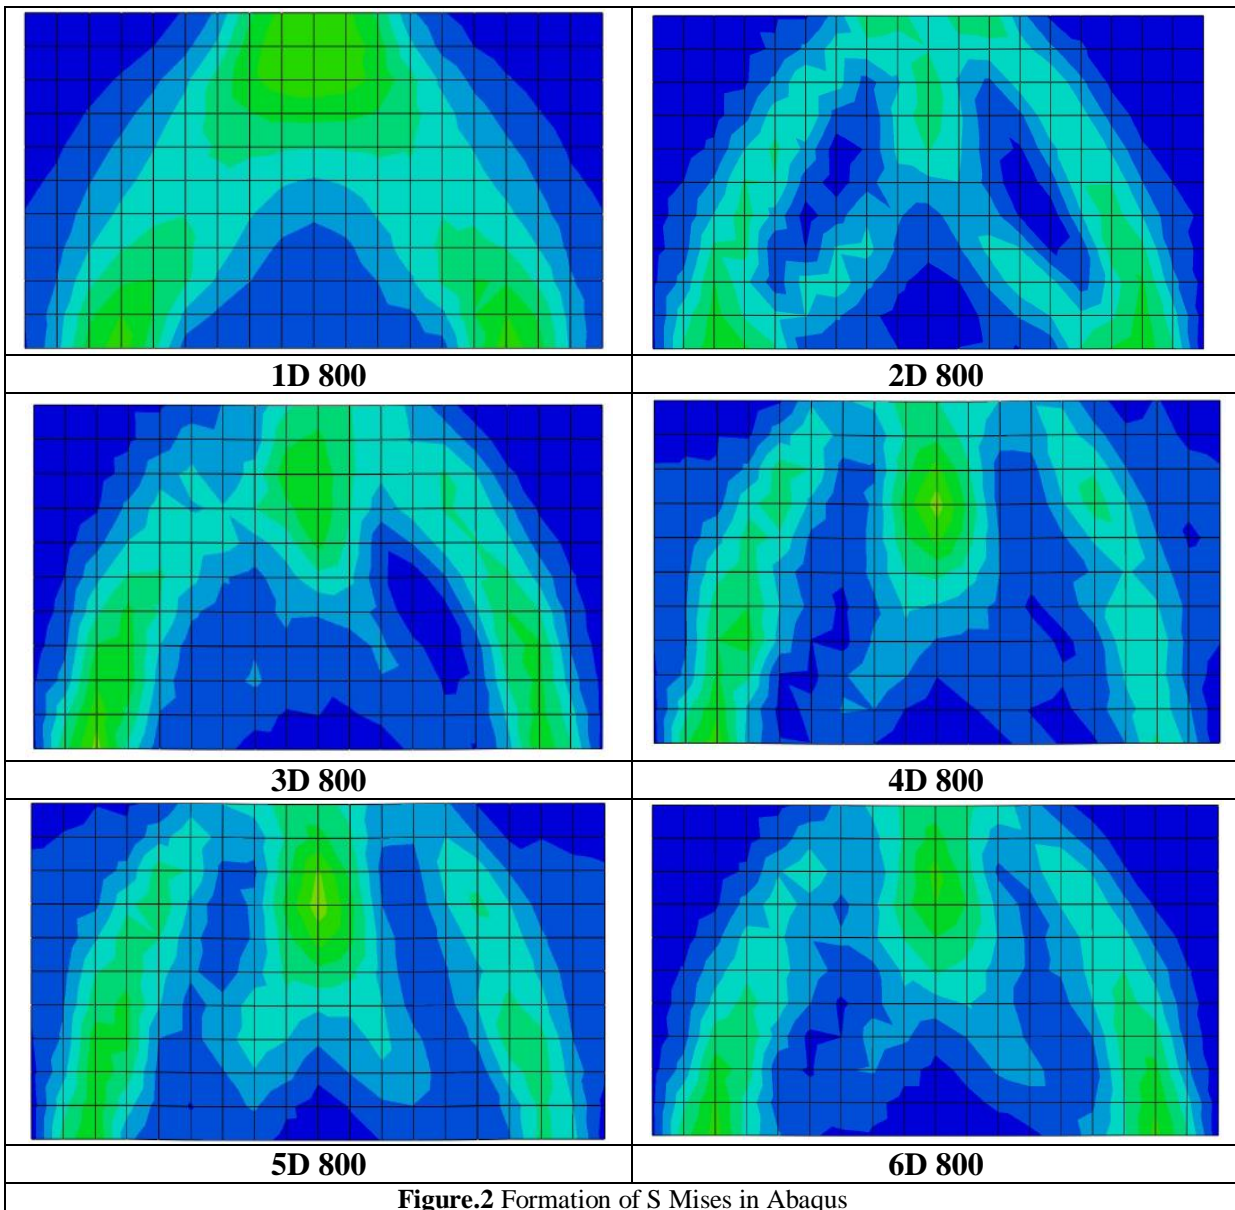 1D 800
2D 800
3D 800
4D 800
5D 800
6D 800
Figure.2 Formation of S Mises in Abaqus